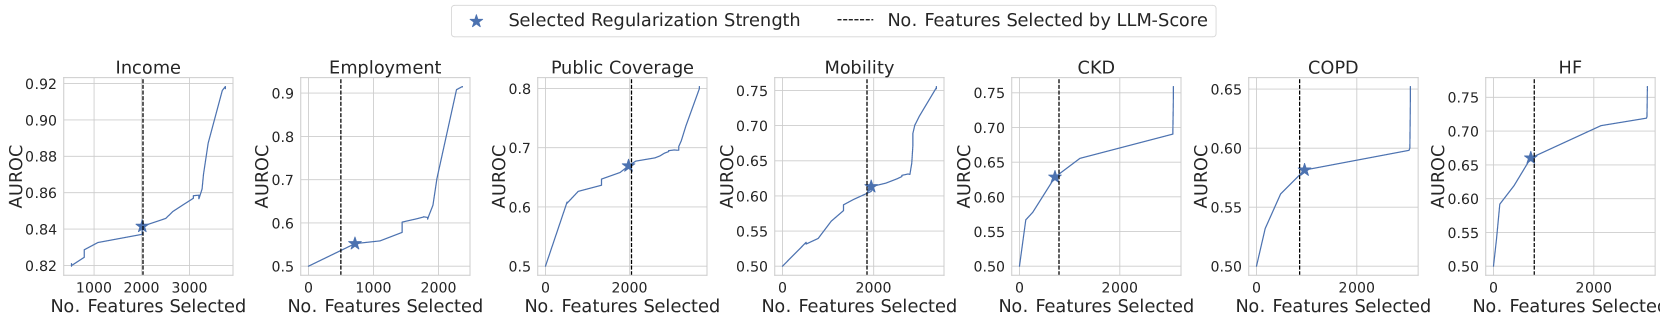 Selected Regularization Strength
No. Features Selected by LLM-Score
Income
0.92
0.90
0.88
0.86
0.84
0.82
AUROC
1000 2000 3000
No. Features Selected
Employment
0.9
0.8
0.7
0.6
0.5
AUROC
0 1000 2000
No. Features Selected
Public Coverage
0.8
0.7
0.6
0.5
AUROC
0 2000
No. Features Selected
Mobility
0.75
0.70
0.65
0.60
0.55
0.50
AUROC
0 2000
No. Features Selected
CKD
0.75
0.70
0.65
0.60
0.55
0.50
AUROC
0 2000
No. Features Selected
COPD
0.65
0.60
0.55
0.50
AUROC
0 2000
No. Features Selected
HF
0.75
0.70
0.65
0.60
0.55
0.50
AUROC
0 2000
No. Features Selec